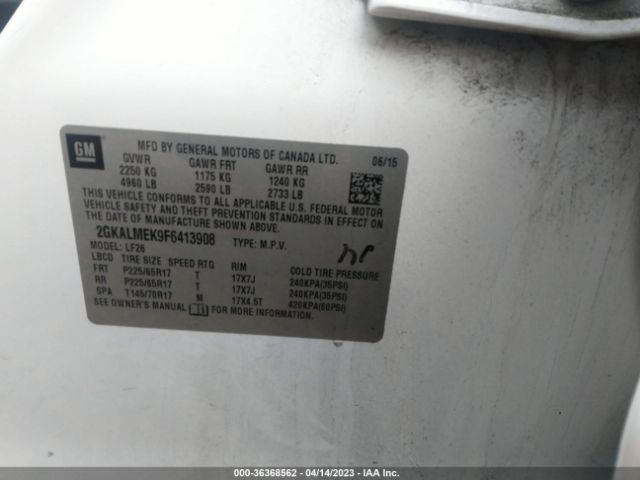 GM
MFD BY GENERAL MOTORS OF CANADA LTD. 06/15
GVWR GAWR FRT GAWR RR
2250 KG 1175 KG 1240 KG
4960 LB 2590 LB 2733 LB
THIS VEHICLE CONFORMS TO ALL APPLICABLE U.S. FEDERAL MOTOR
VEHICLE SAFETY AND THEFT PREVENTION STANDARDS IN EFFECT ON
THE DATE OF MANUFACTURE SHOWN ABOVE.
2GKALMEK9F6413908 TYPE: M.P.V.
MODEL: LF26
LBCD TIRE SIZE SPEED RTG RIM COLD TIRE PRESSURE
FRT P225/65R17 T 17X7J 240KPA(35PSI)
RR P225/65R17 T 17X7J 240KPA(35PSI)
SPA T145/70R17 M 17X4.5T 420KPA(60PSI)
SEE OWNER'S MANUAL FOR MORE INFORMATION.
000-36368562 / 04/14/2023 - IAA Inc.